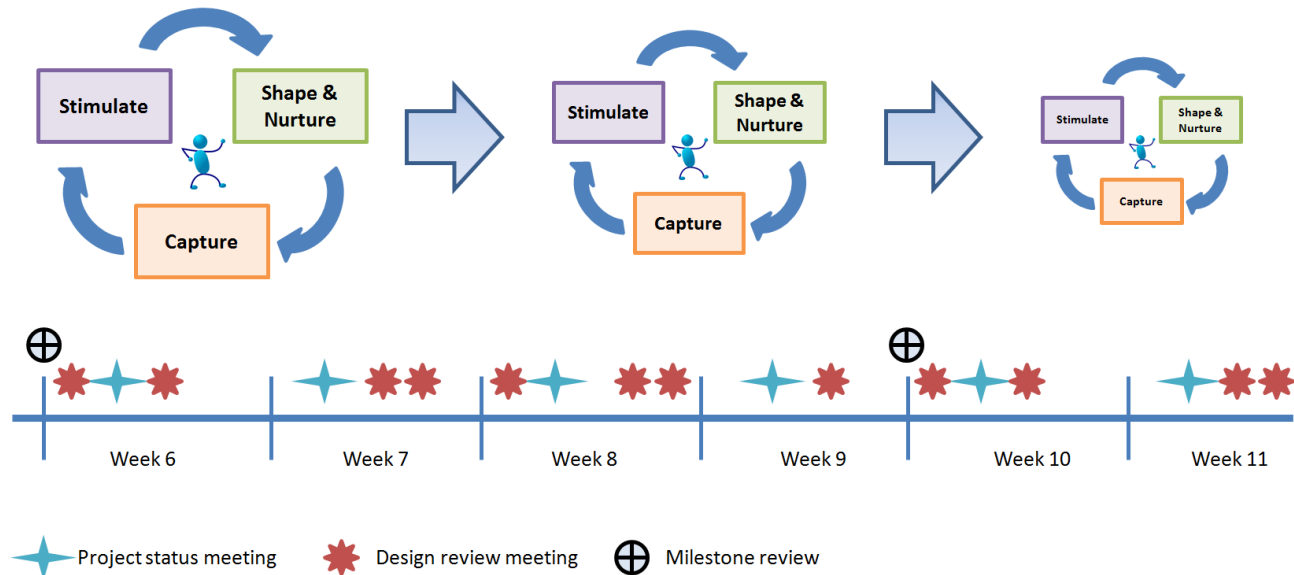 Stimulate
Shape &
Nurture
Capture
Stimulate
Shape &
Nurture
Capture
Stimulate
Shape &
Nurture
Capture
Week 6
Week 7
Week 8
Week 9
Week 10
Week 11
Project status meeting
Design review meeting
Milestone review